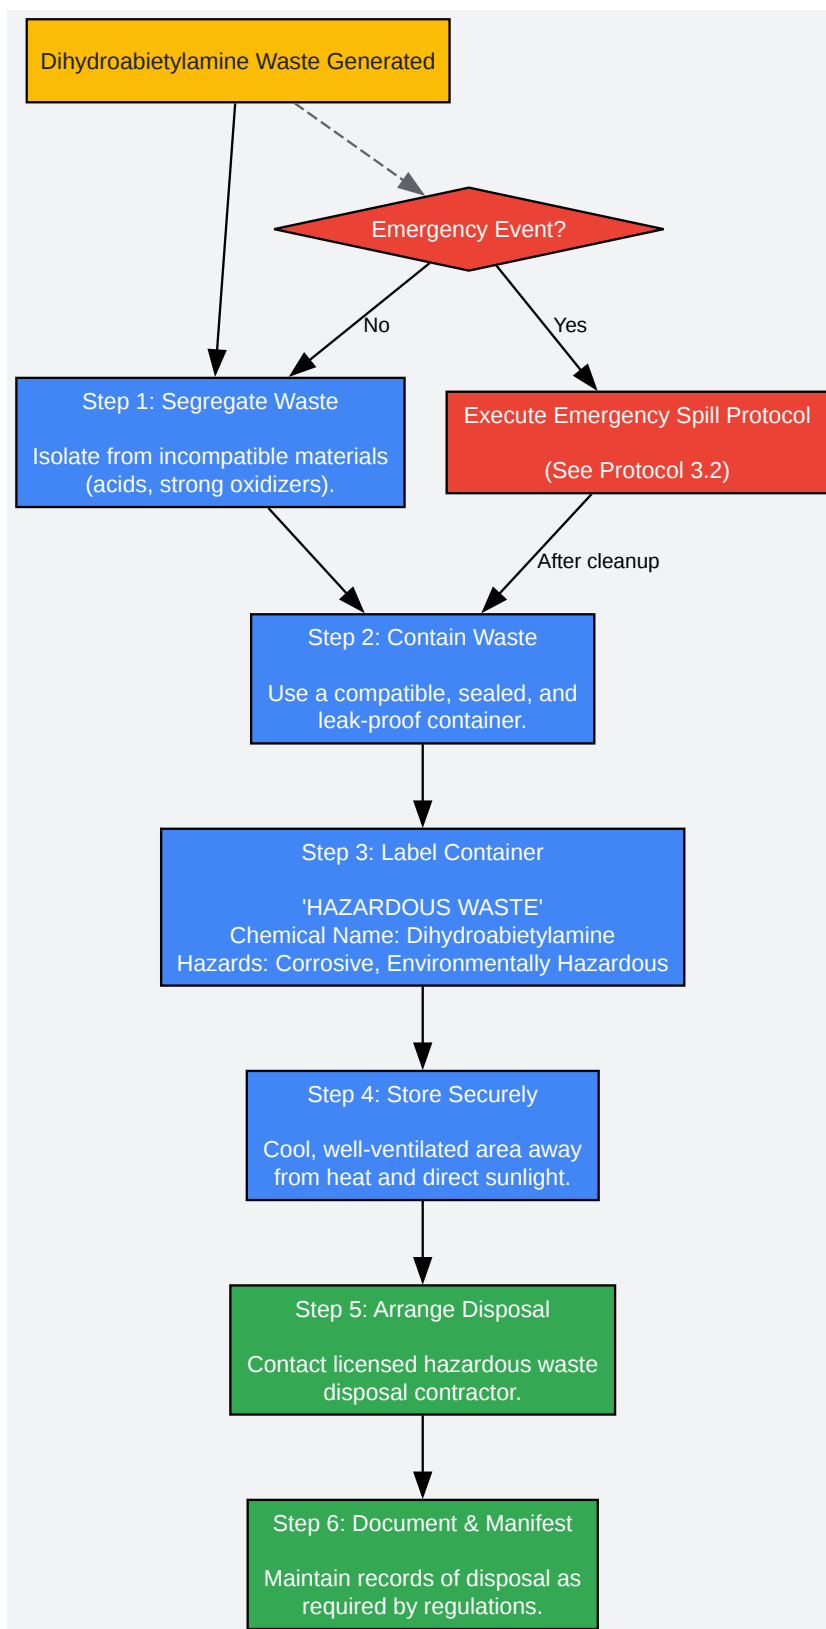 Dihydroabietylamine Waste Generated
Emergency Event?
No
Yes
Step 1: Segregate Waste
Isolate from incompatible materials
(acids, strong oxidizers).
Execute Emergency Spill Protocol
(See Protocol 3.2)
After cleanup
Step 2: Contain Waste
Use a compatible, sealed, and
leak-proof container.
Step 3: Label Container
'HAZARDOUS WASTE'
Chemical Name: Dihydroabietylamine
Hazards: Corrosive, Environmentally Hazardous
Step 4: Store Securely
Cool, well-ventilated area away
from heat and direct sunlight.
Step 5: Arrange Disposal
Contact licensed hazardous waste
disposal contractor.
Step 6: Document & Manifest
Maintain records of disposal as
required by regulations.